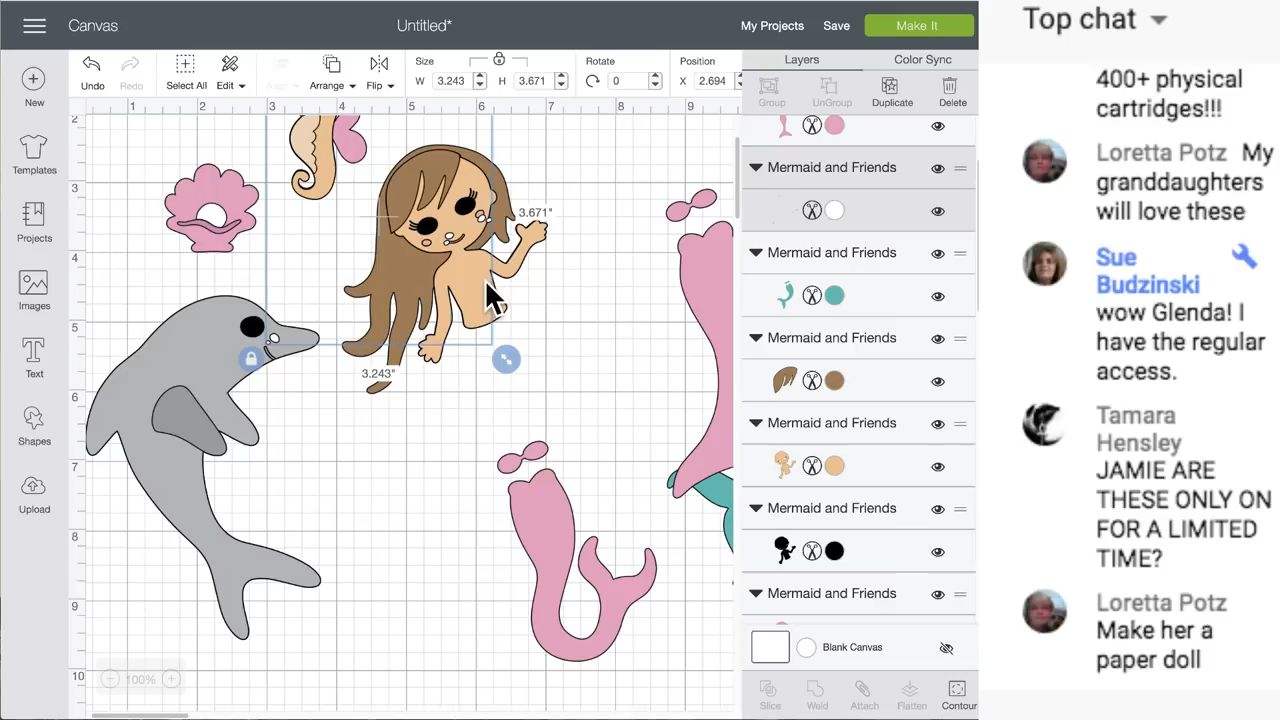 Canvas
Untitled*
My Projects
Save
Make It
Undo
Redo
Select All
Edit
Align
Arrange
Flip
Size
W 3.243
H 3.671
Rotate
0
Position
X 2.694
Layers
Color Sync
Group
UnGroup
Duplicate
Delete
New
Templates
Projects
Images
Text
Shapes
Upload
1 2 3 4 5 6 7 8 9
2
3
4
5
6
7
8
9
10
3.671"
3.243"
100%
Mermaid and Friends
Mermaid and Friends
Mermaid and Friends
Mermaid and Friends
Mermaid and Friends
Mermaid and Friends
Blank Canvas
Slice
Weld
Attach
Flatten
Contour
Top chat
400+ physical
cartridges!!!
Loretta Potz My
granddaughters
will love these
Sue
Budzinski
wow Glenda! I
have the regular
access.
Tamara
Hensley
JAMIE ARE
THESE ONLY ON
FOR A LIMITED
TIME?
Loretta Potz
Make her a
paper doll